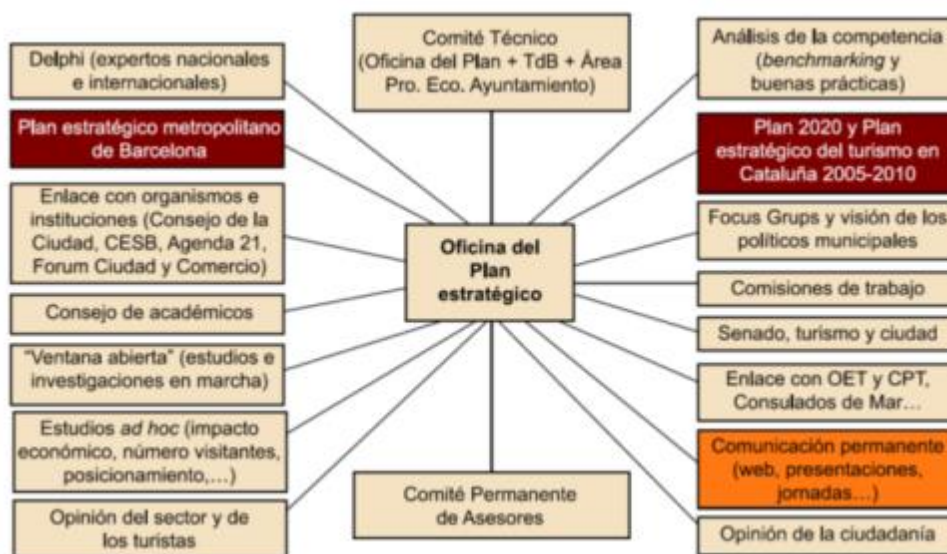 Delphi (expertos nacionales
e internacionales)
Plan estratégico metropolitano
de Barcelona
Enlace con organismos e
instituciones (Consejo de la
Ciudad, CESB, Agenda 21,
Forum Ciudad y Comercio)
Consejo de académicos
“Ventana abierta” (estudios e
investigaciones en marcha)
Estudios ad hoc (impacto
económico, número visitantes,
posicionamiento,...)
Opinión del sector y de
los turistas
Comité Técnico
(Oficina del Plan + TdB + Área
Pro. Eco. Ayuntamiento)
Oficina del
Plan
estratégico
Comité Permanente
de Asesores
Análisis de la competencia
(benchmarking y
buenas prácticas)
Plan 2020 y Plan
estratégico del turismo en
Cataluña 2005-2010
Focus Grups y visión de los
políticos municipales
Comisiones de trabajo
Senado, turismo y ciudad
Enlace con OET y CPT,
Consulados de Mar...
Comunicación permanente
(web, presentaciones,
jornadas...)
Opinión de la ciudadanía